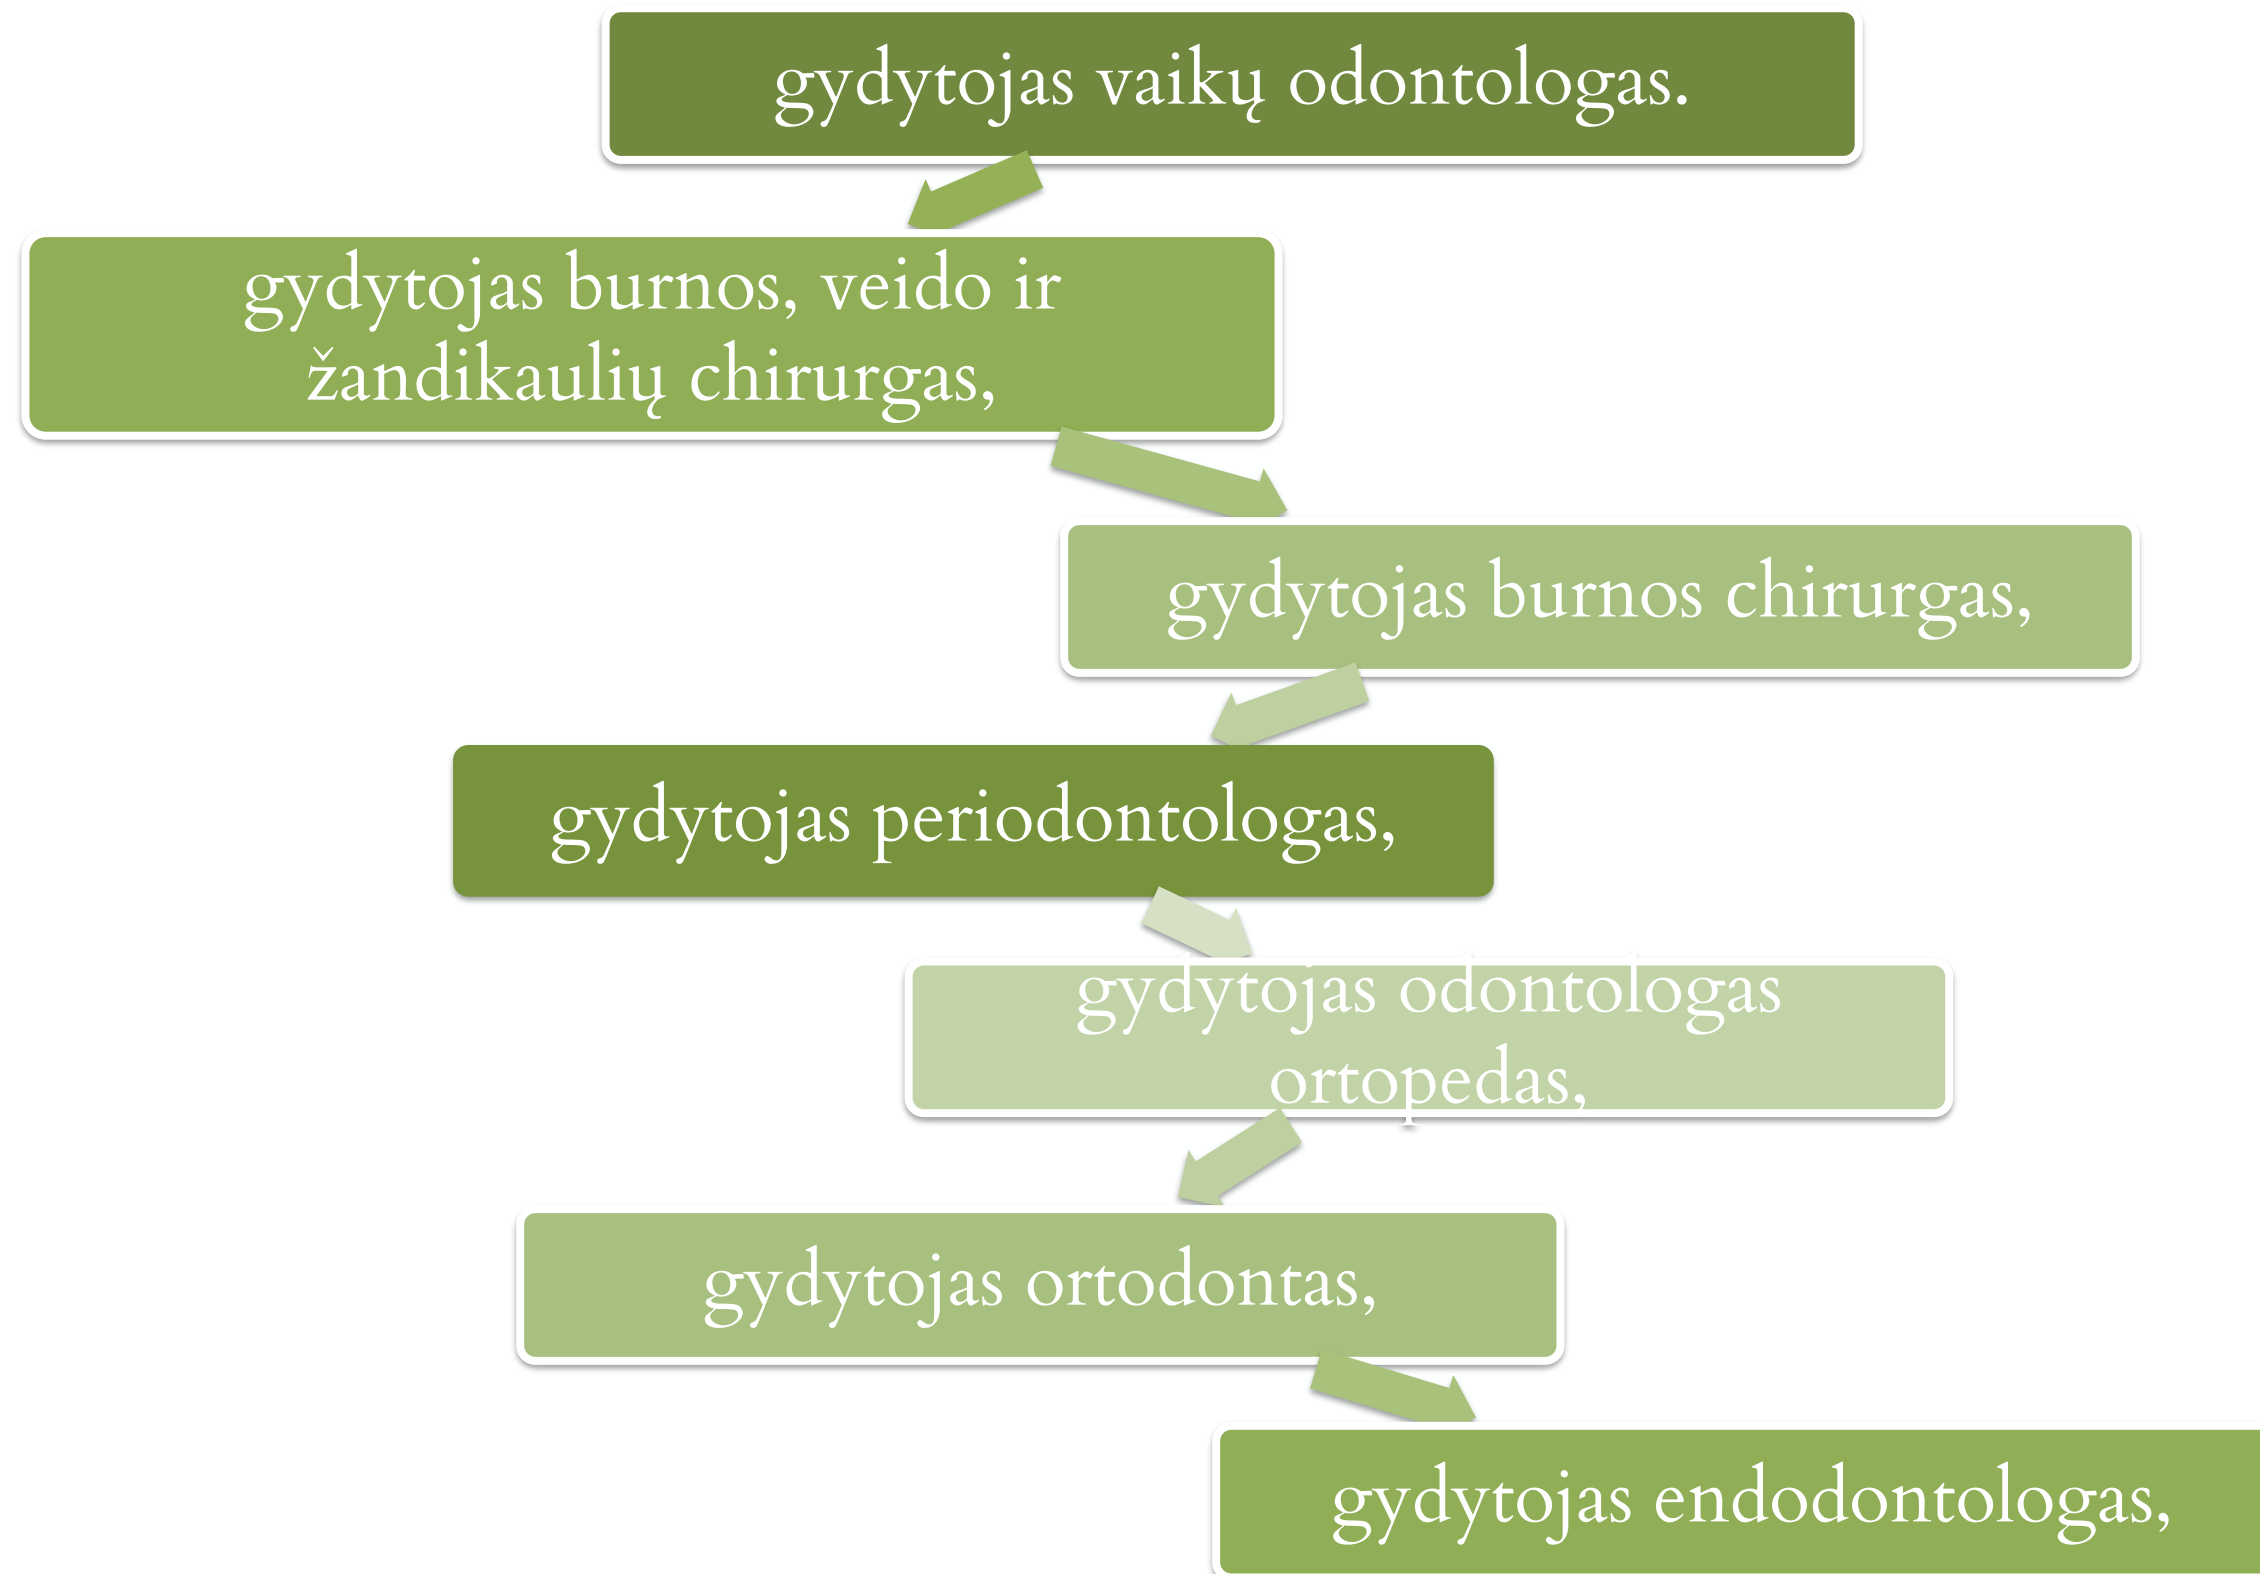 gydytojas vaikų odontologas.
gydytojas burnos, veido ir
žandikaulių chirurgas,
gydytojas burnos chirurgas,
gydytojas periodontologas,
gydytojas odontologas
ortopedas,
gydytojas ortodontas,
gydytojas endodontologas,